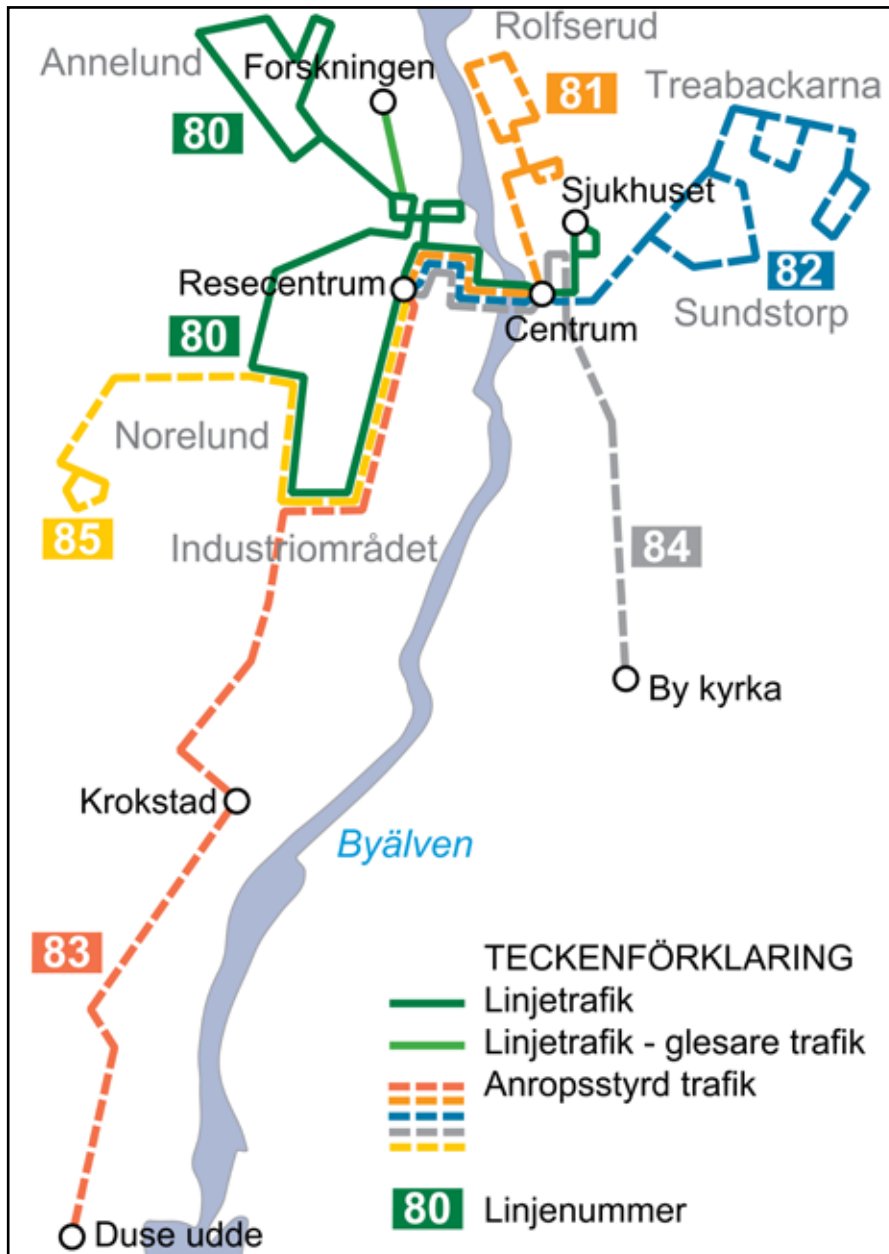 Rolfserud
Annelund
Forskningen
81
Treabackarna
80
Sjukhuset
Resecentrum
82
Centrum
Sundstorp
80
Norelund
85
Industriområdet
84
By kyrka
Krokstad
Byälven
83
TECKENFÖRKLARING
Linjetrafik
Linjetrafik - glesare trafik
Anropsstyrd trafik
80 Linjenummer
Duse udde